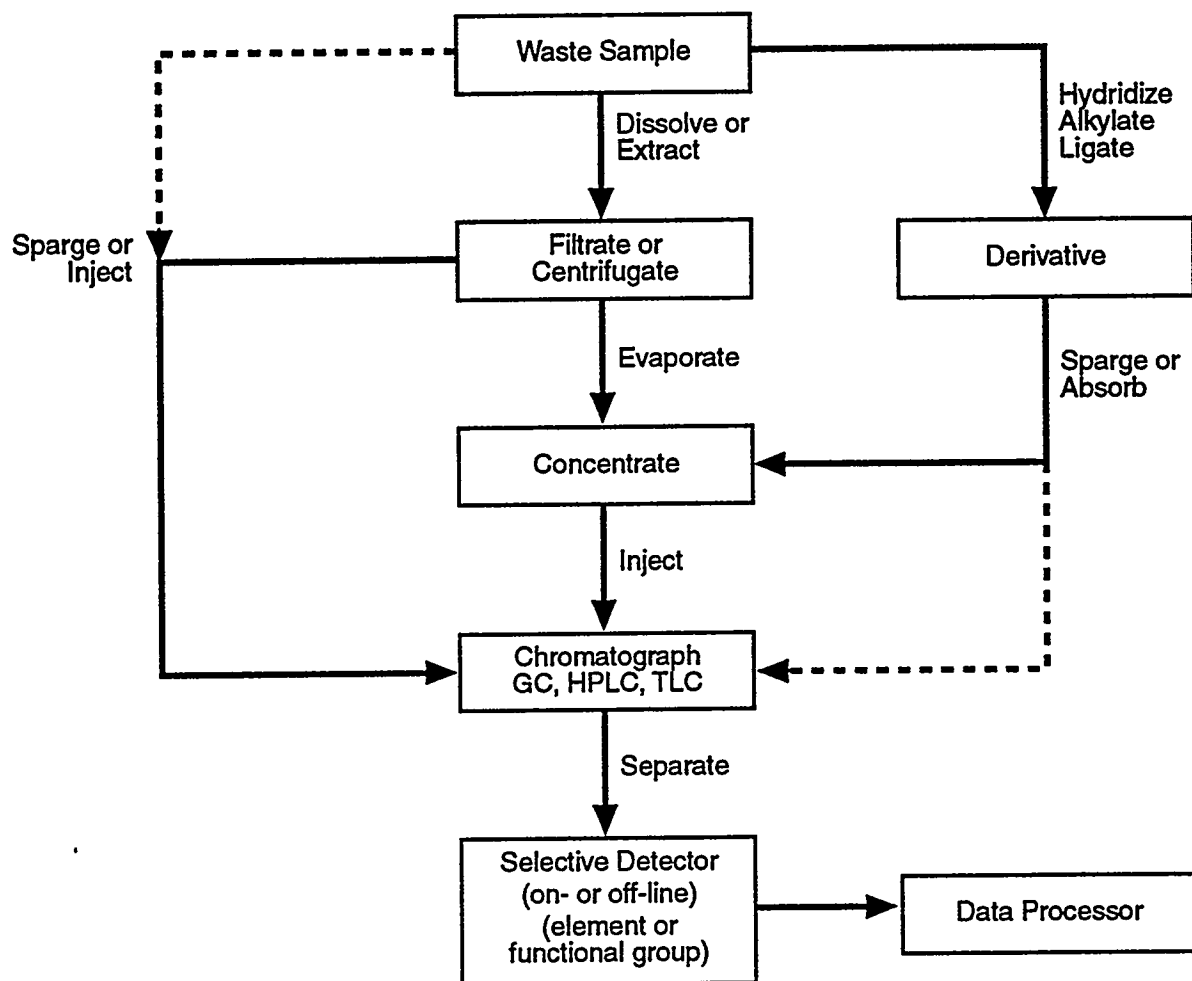 Waste Sample
Dissolve or
Extract
Hydridize
Alkylate
Ligate
Sparge or
Inject
Filtrate or
Centrifugate
Derivative
Evaporate
Sparge or
Absorb
Concentrate
Inject
Chromatograph
GC, HPLC, TLC
Separate
Selective Detector
(on- or off-line)
(element or
functional group)
Data Processor